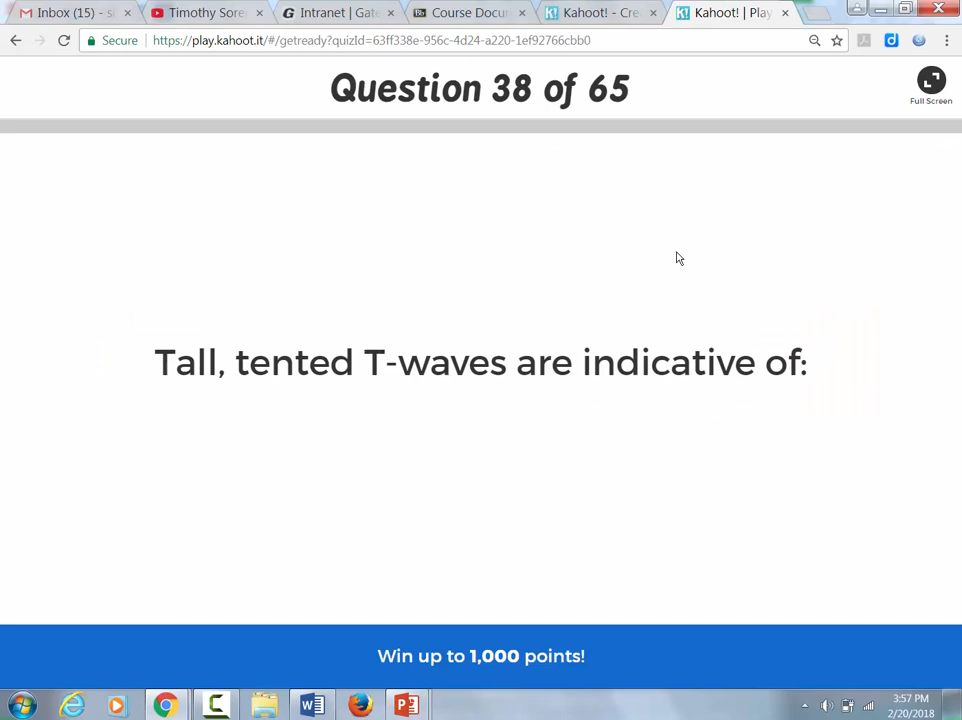 Inbox (15) - s
Timothy Sore
Intranet | Gate
Course Docum
Kahoot! - Cre
Kahoot! | Play
Secure
https://play.kahoot.it/#/getready?quizId=63ff338e-956c-4d24-a220-1ef92766cbb0
Question 38 of 65
Full Screen
Tall, tented T-waves are indicative of:
Win up to 1,000 points!
3:57 PM
2/20/2018